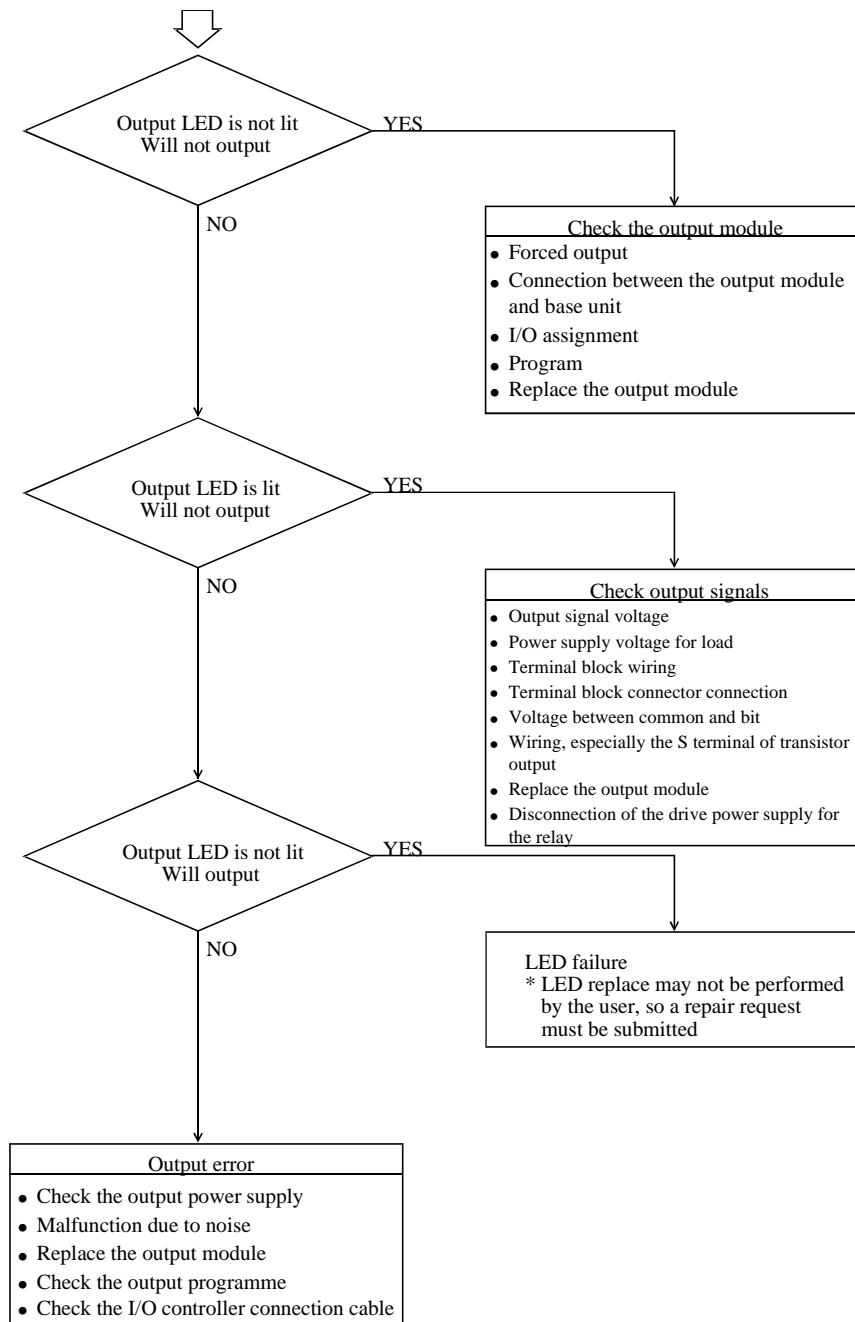 Output LED is not lit
Will not output
YES
NO
Check the output module
● Forced output
● Connection between the output module
and base unit
● I/O assignment
● Program
● Replace the output module
Output LED is lit
Will not output
YES
NO
Check output signals
● Output signal voltage
● Power supply voltage for load
● Terminal block wiring
● Terminal block connector connection
● Voltage between common and bit
● Wiring, especially the S terminal of transistor
output
● Replace the output module
● Disconnection of the drive power supply for
the relay
Output LED is not lit
Will output
YES
NO
LED failure
* LED replace may not be performed
by the user, so a repair request
must be submitted
Output error
● Check the output power supply
● Malfunction due to noise
● Replace the output module
● Check the output programme
● Check the I/O controller connection cable